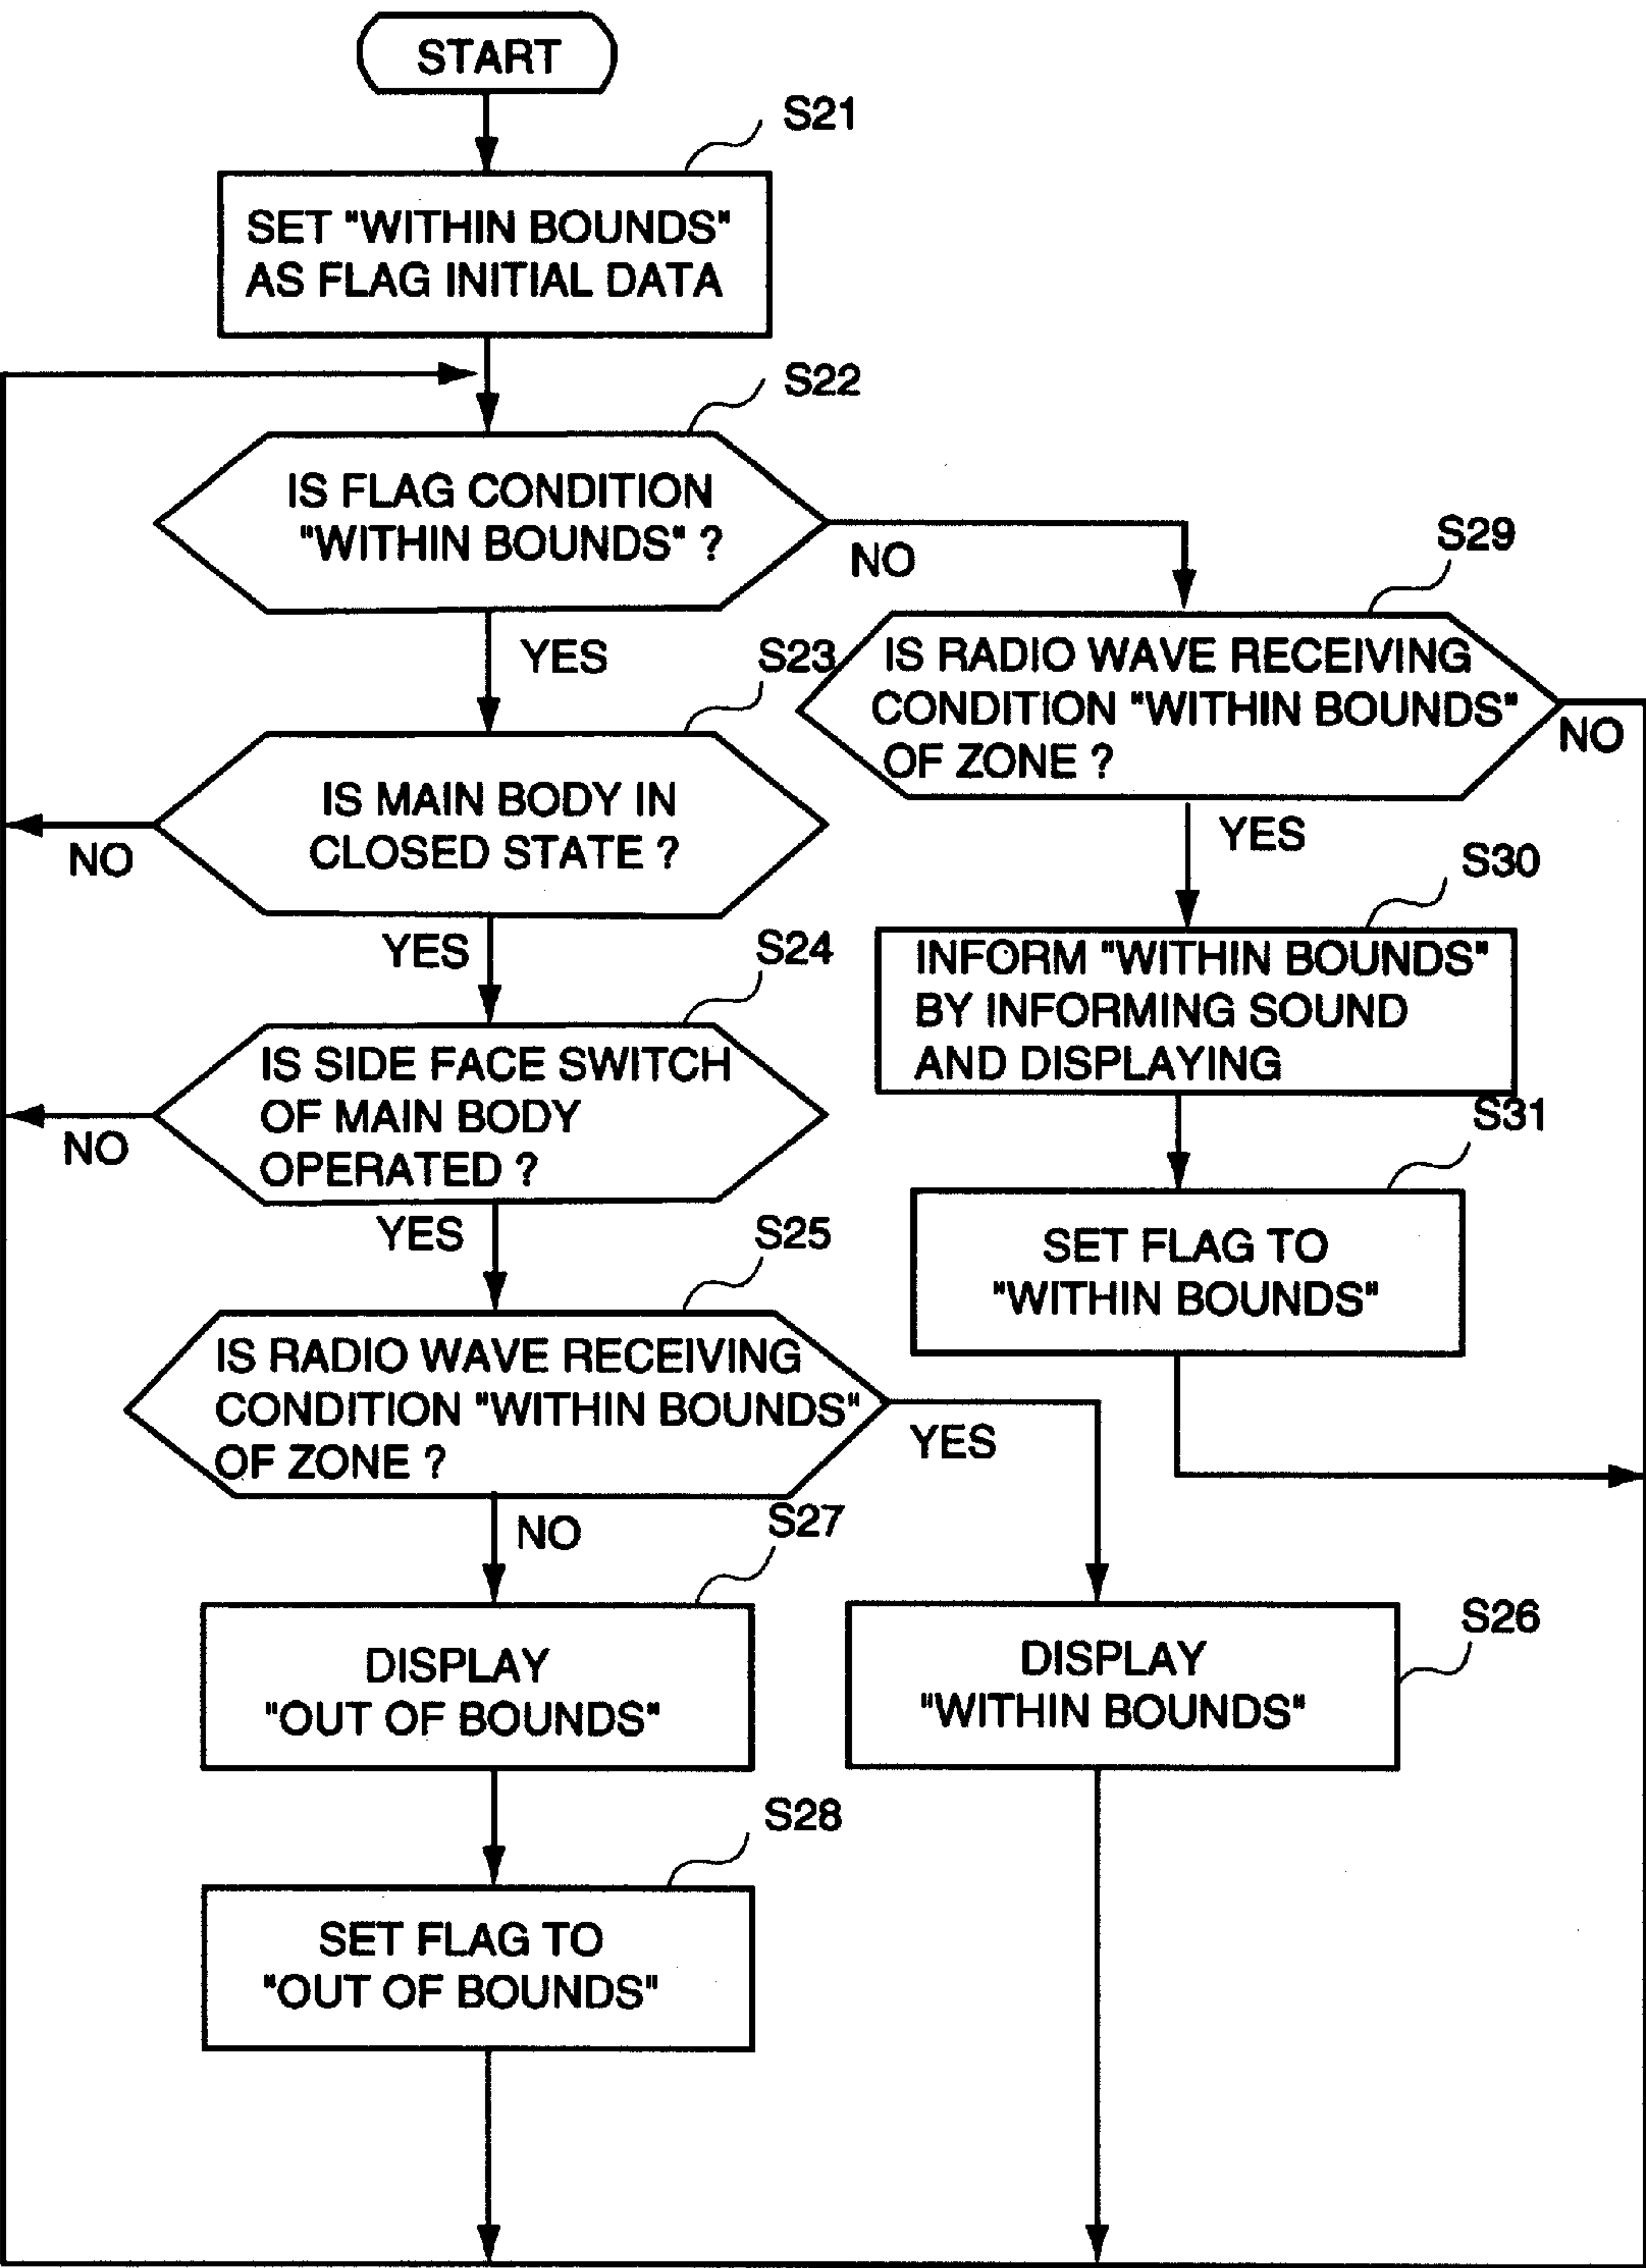 START
S21
SET "WITHIN BOUNDS"
AS FLAG INITIAL DATA
S22
IS FLAG CONDITION
"WITHIN BOUNDS" ?
NO
YES
S29
IS RADIO WAVE RECEIVING
CONDITION "WITHIN BOUNDS"
OF ZONE ?
NO
YES
S23
IS MAIN BODY IN
CLOSED STATE ?
NO
YES
S30
INFORM "WITHIN BOUNDS"
BY INFORMING SOUND
AND DISPLAYING
S24
IS SIDE FACE SWITCH
OF MAIN BODY
OPERATED ?
NO
YES
S31
SET FLAG TO
"WITHIN BOUNDS"
S25
IS RADIO WAVE RECEIVING
CONDITION "WITHIN BOUNDS"
OF ZONE ?
YES
NO
S27
DISPLAY
"OUT OF BOUNDS"
S26
DISPLAY
"WITHIN BOUNDS"
S28
SET FLAG TO
"OUT OF BOUNDS"